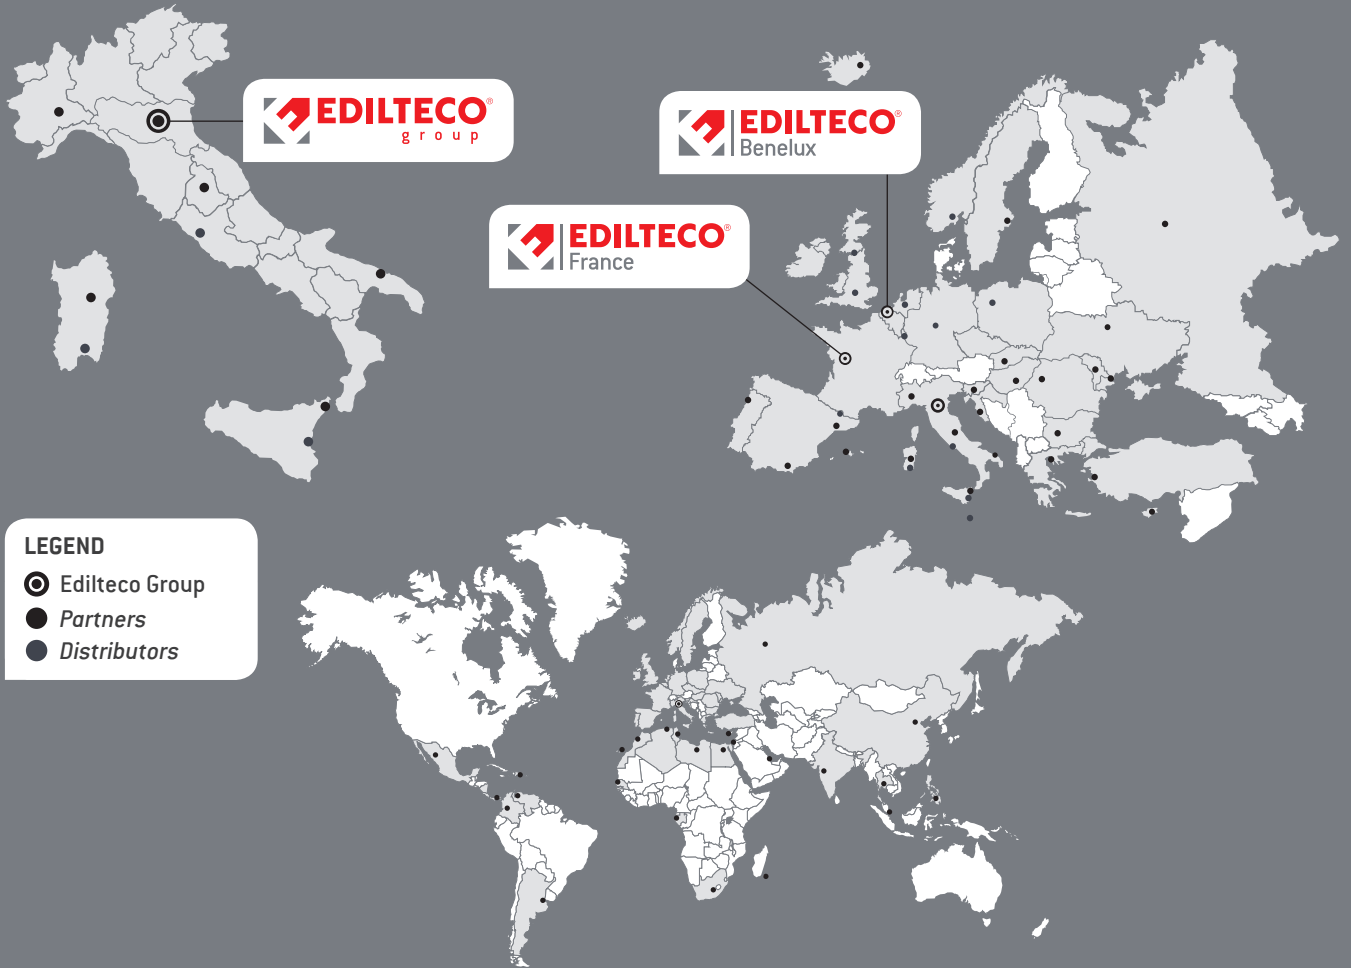 EDILTECO®
group
EDILTECO®
Benelux
EDILTECO®
France
LEGEND
Edilteco Group
Partners
Distributors